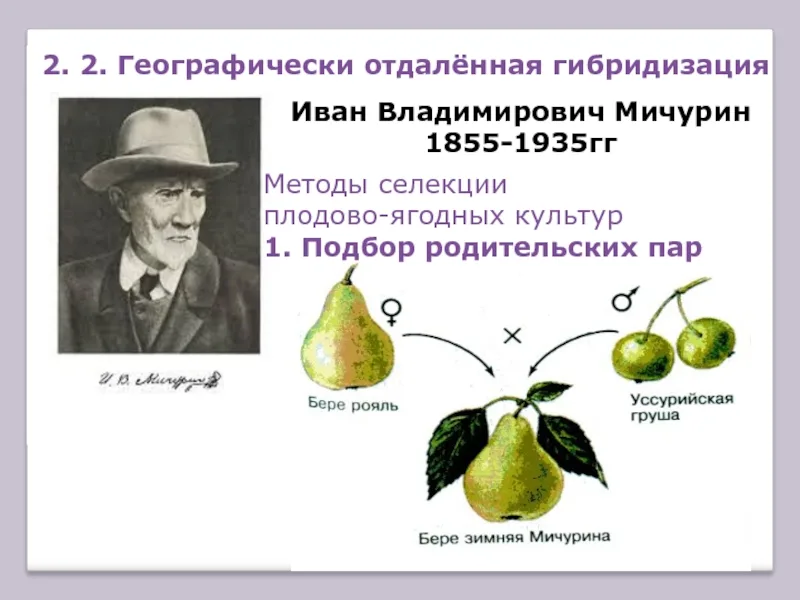 2. 2. Географически отдалённая гибридизация
Иван Владимирович Мичурин
1855-1935гг
Методы селекции
плодово-ягодных культур
1. Подбор родительских пар
♀
×
♂
И. В. Мичурин
Бере рояль
Уссурийская
груша
Бере зимняя Мичурина